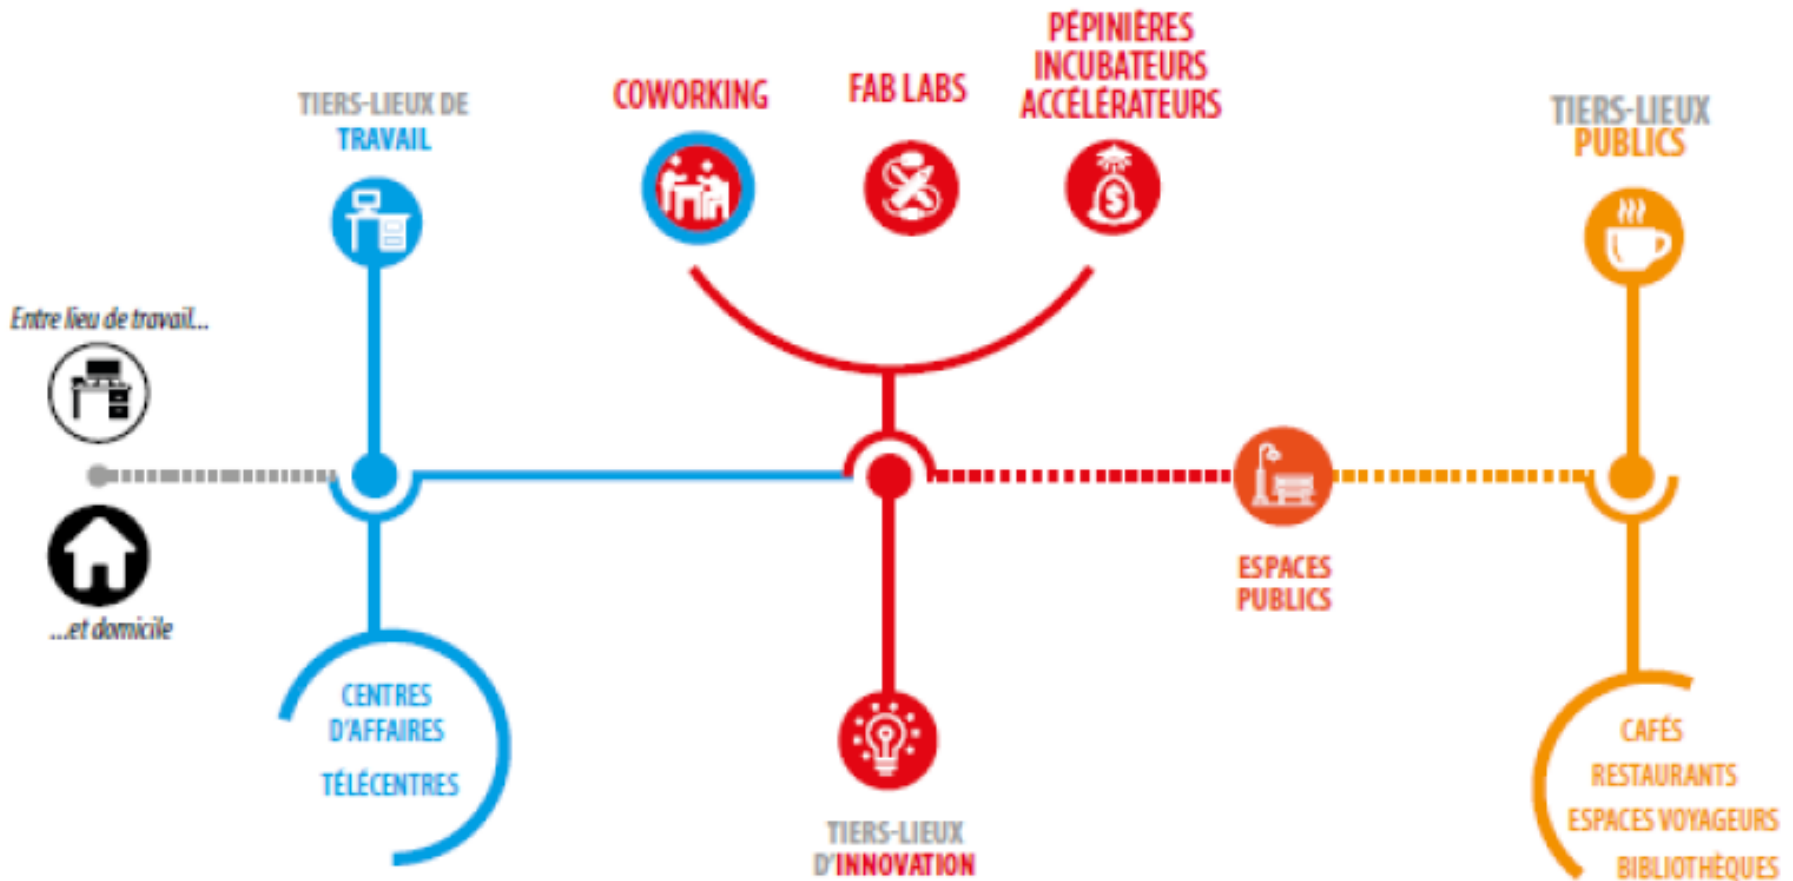 PÉPINIÈRES
INCUBATEURS
ACCÉLÉRATEURS
FAB LABS
COWORKING
TIERS-LIEUX DE
TRAVAIL
TIERS-LIEUX
PUBLICS
Entre lieu de travail...
...et domicile
ESPACES
PUBLICS
CENTRES
D'AFFAIRES
TÉLÉCENTRES
TIERS-LIEUX
D'INNOVATION
CAFÉS
RESTAURANTS
ESPACES VOYAGEURS
BIBLIOTHÈQUES
$